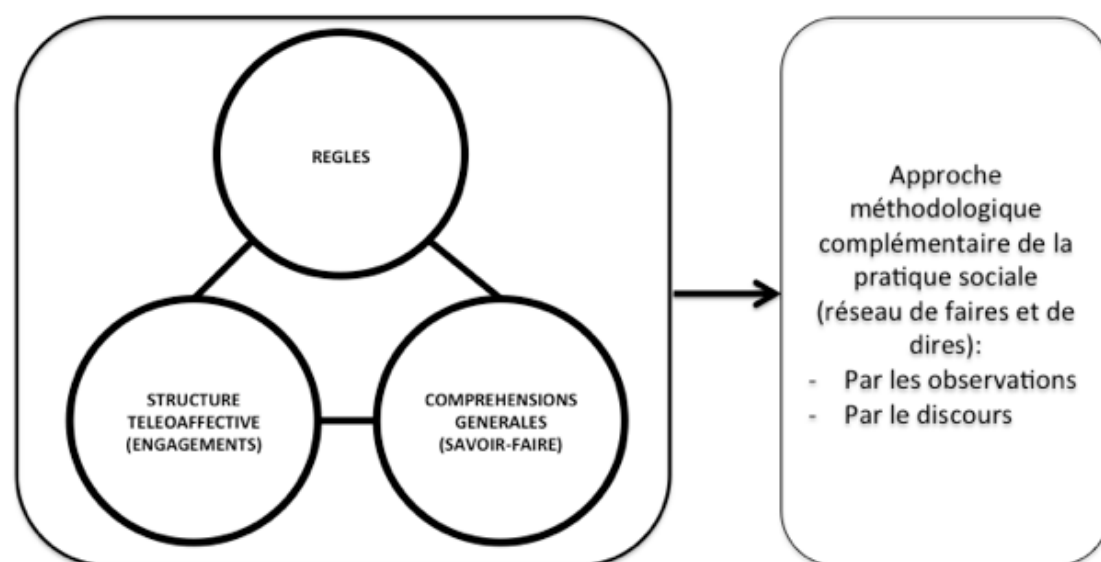 REGLES
STRUCTURE
TELEOAFFECTIVE
(ENGAGEMENTS)
COMPREHENSIONS
GENERALES
(SAVOIR-FAIRE)
Approche
méthodologique
complémentaire de la
pratique sociale
(réseau de faires et de
dires):
- Par les observations
- Par le discours